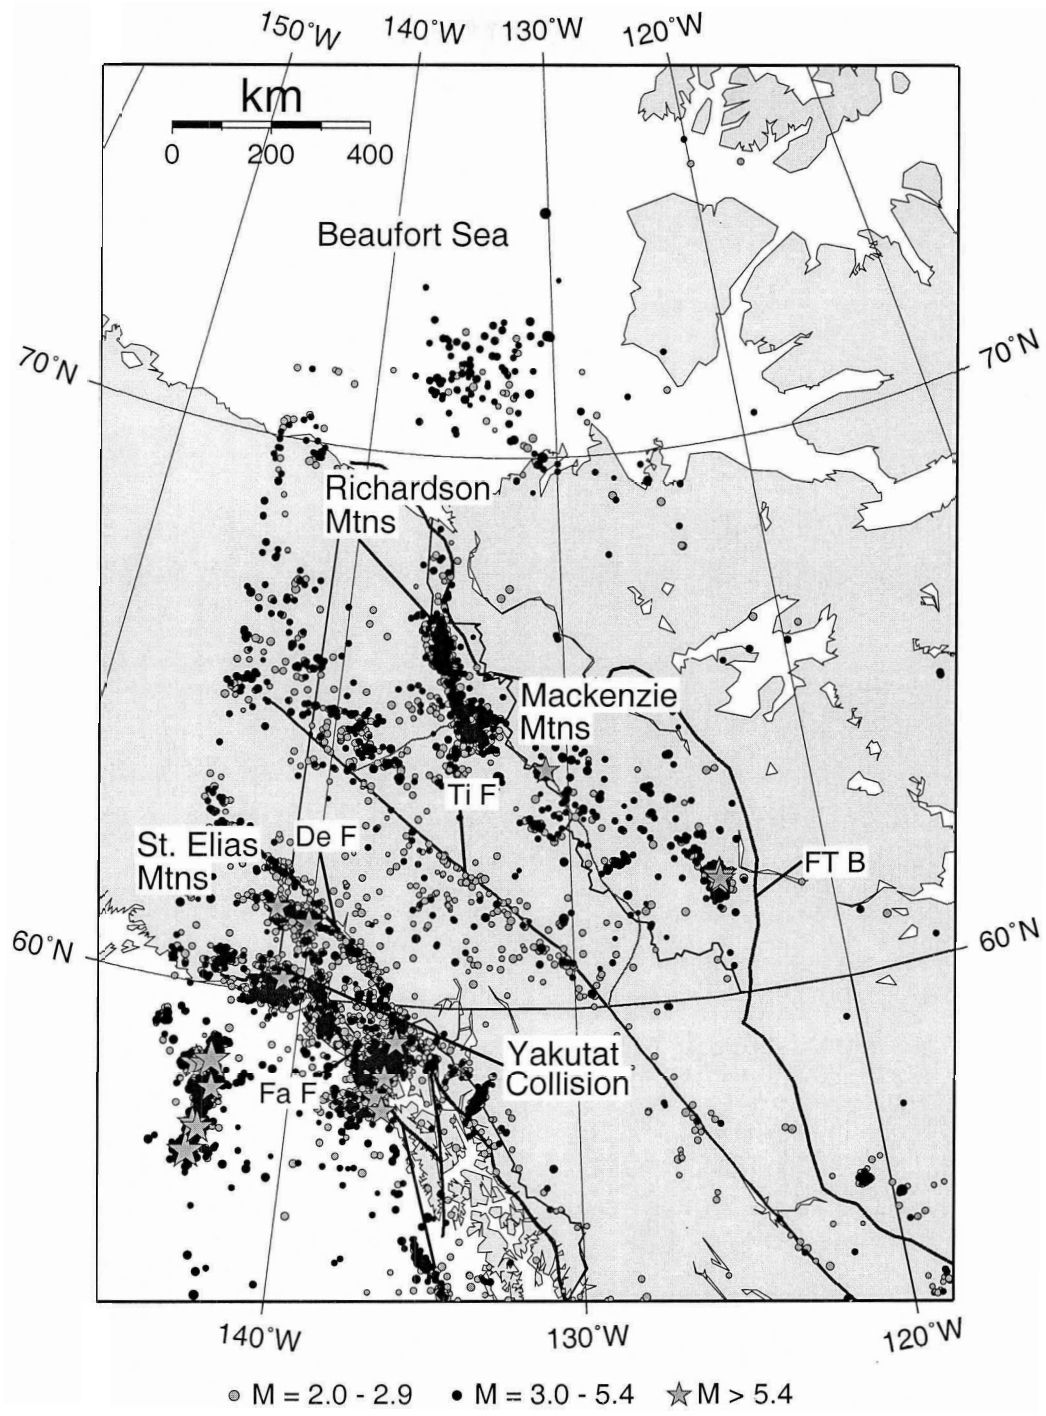 150°W 140°W 130°W 120°W
km
0 200 400
Beaufort Sea
70°N
70°N
Richardson
Mtns
Mackenzie
Mtns
Ti F
De F
St. Elias
Mtns
FT B
60°N
60°N
Yakutat
Collision
Fa F
140°W 130°W 120°W
M = 2.0 - 2.9 M = 3.0 - 5.4 M > 5.4